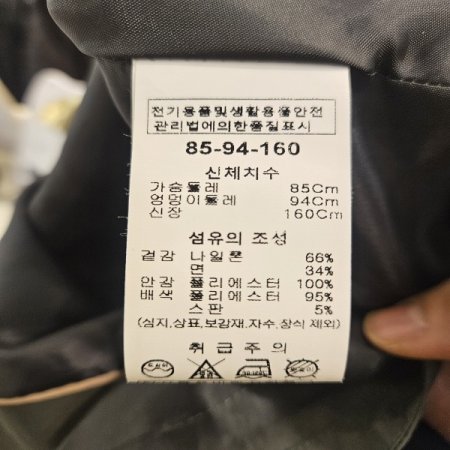 전기용품및생활용품안전
관리법에의한품질표시
85-94-160
신체치수
가슴둘레 85Cm
엉덩이둘레 94Cm
신장 160Cm
섬유의 조성
겉감 나일론 66%
면 34%
안감 폴리에스터 100%
배색 폴리에스터 95%
스판 5%
(심지,상표,보강재,자수,장식 제외)
취급주의